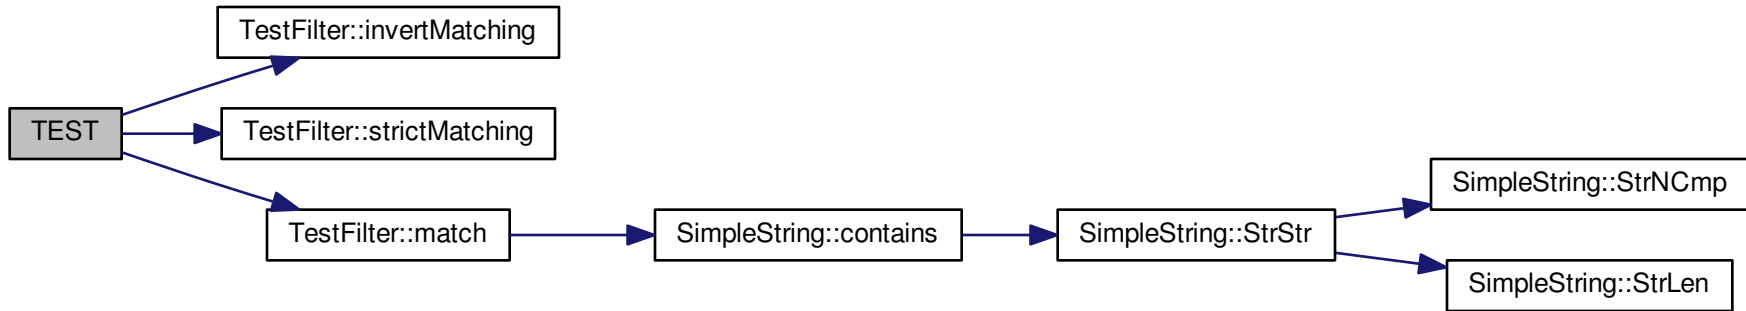 TestFilter::invertMatching
TEST
TestFilter::strictMatching
TestFilter::match
SimpleString::contains
SimpleString::StrStr
SimpleString::StrNCmp
SimpleString::StrLen